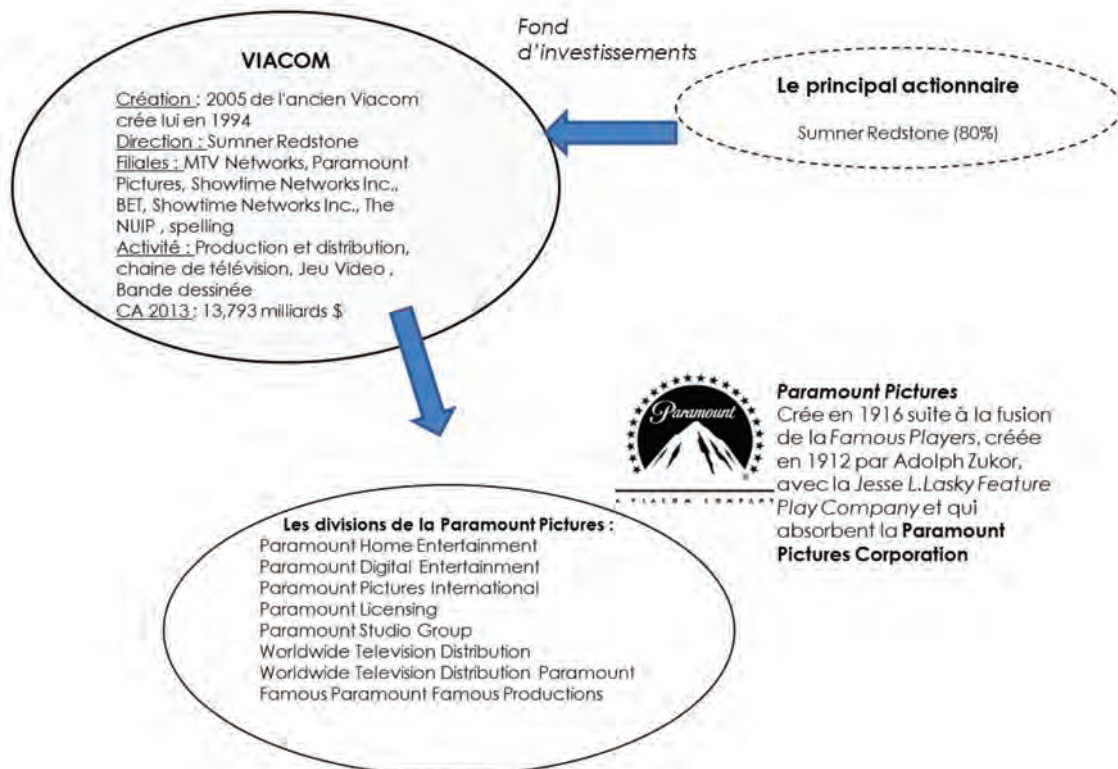 Fond
d'investissements
VIACOM
Création : 2005 de l'ancien Viacom
crée lui en 1994
Direction : Sumner Redstone
Filiales : MTV Networks, Paramount
Pictures, Showtime Networks Inc.,
BET, Showtime Networks Inc., The
NUIP , spelling
Activité : Production et distribution,
chaine de télévision, Jeu Video ,
Bande dessinée
CA 2013 : 13,793 milliards $
Le principal actionnaire
Sumner Redstone (80%)
Paramount
A VIACOM COMPANY
Paramount Pictures
Crée en 1916 suite à la fusion
de la Famous Players, créée
en 1912 par Adolph Zukor,
avec la Jesse L.Lasky Feature
Play Company et qui
absorbent la Paramount
Pictures Corporation
Les divisions de la Paramount Pictures :
Paramount Home Entertainment
Paramount Digital Entertainment
Paramount Pictures International
Paramount Licensing
Paramount Studio Group
Worldwide Television Distribution
Worldwide Television Distribution Paramount
Famous Paramount Famous Productions